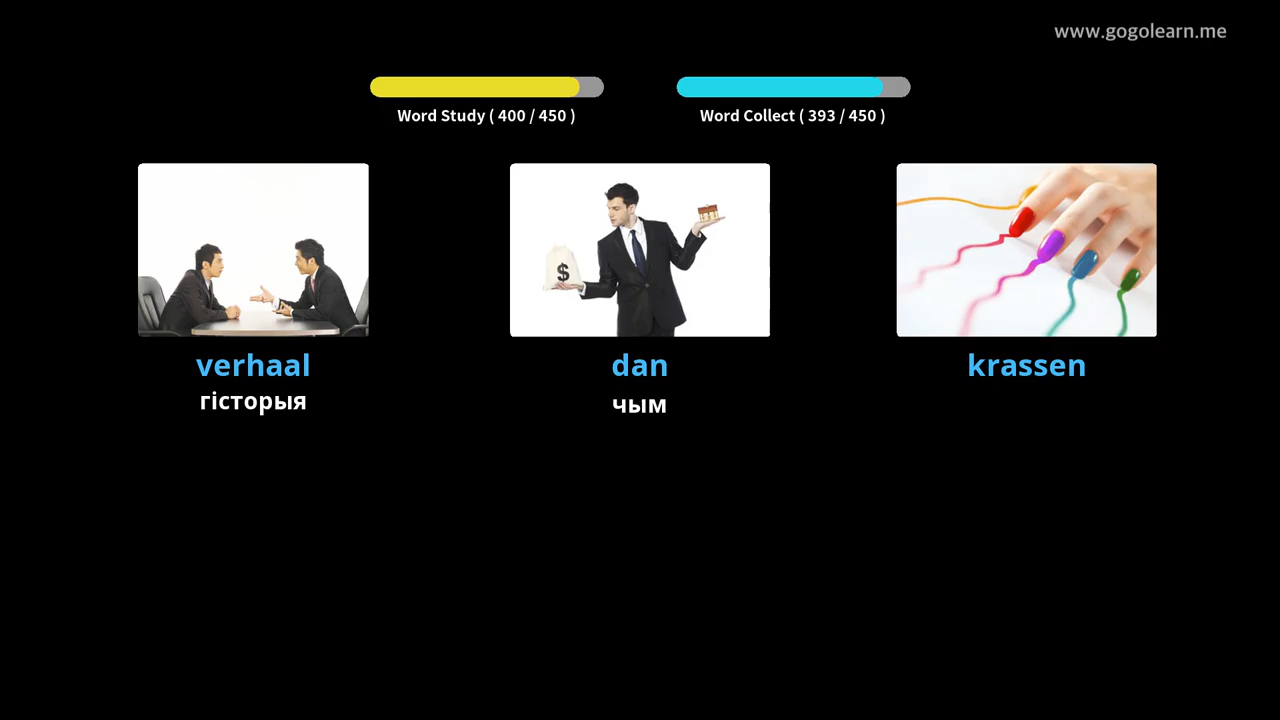 www.gogolearn.me
Word Study ( 400 / 450 )
Word Collect ( 393 / 450 )
$
verhaal
гісторыя
dan
чым
krassen